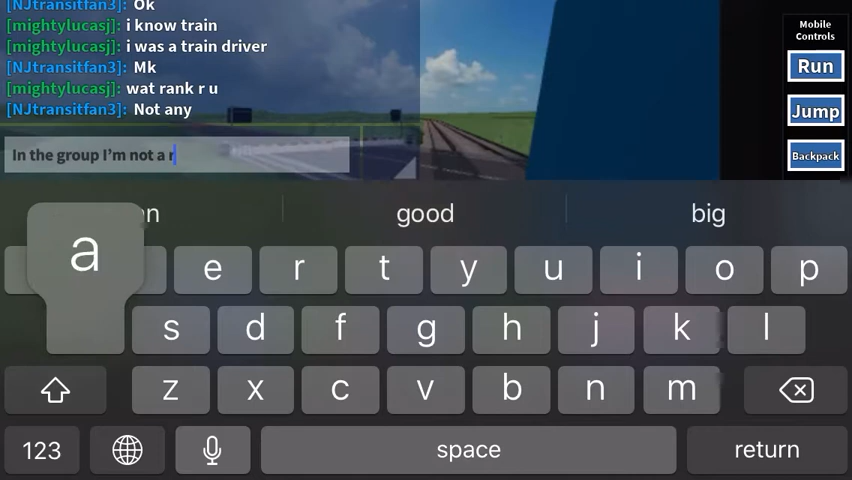 [NJtransitfan3]: Ok
[mightylucasj]: i know train
[mightylucasj]: i was a train driver
[NJtransitfan3]: Mk
[mightylucasj]: wat rank r u
[NJtransitfan3]: Not any
In the group I’m not a r
Mobile
Controls
Run
Jump
Backpack
good big
a
e r t y u i o p
s d f g h j k l
z x c v b n m
123 space return